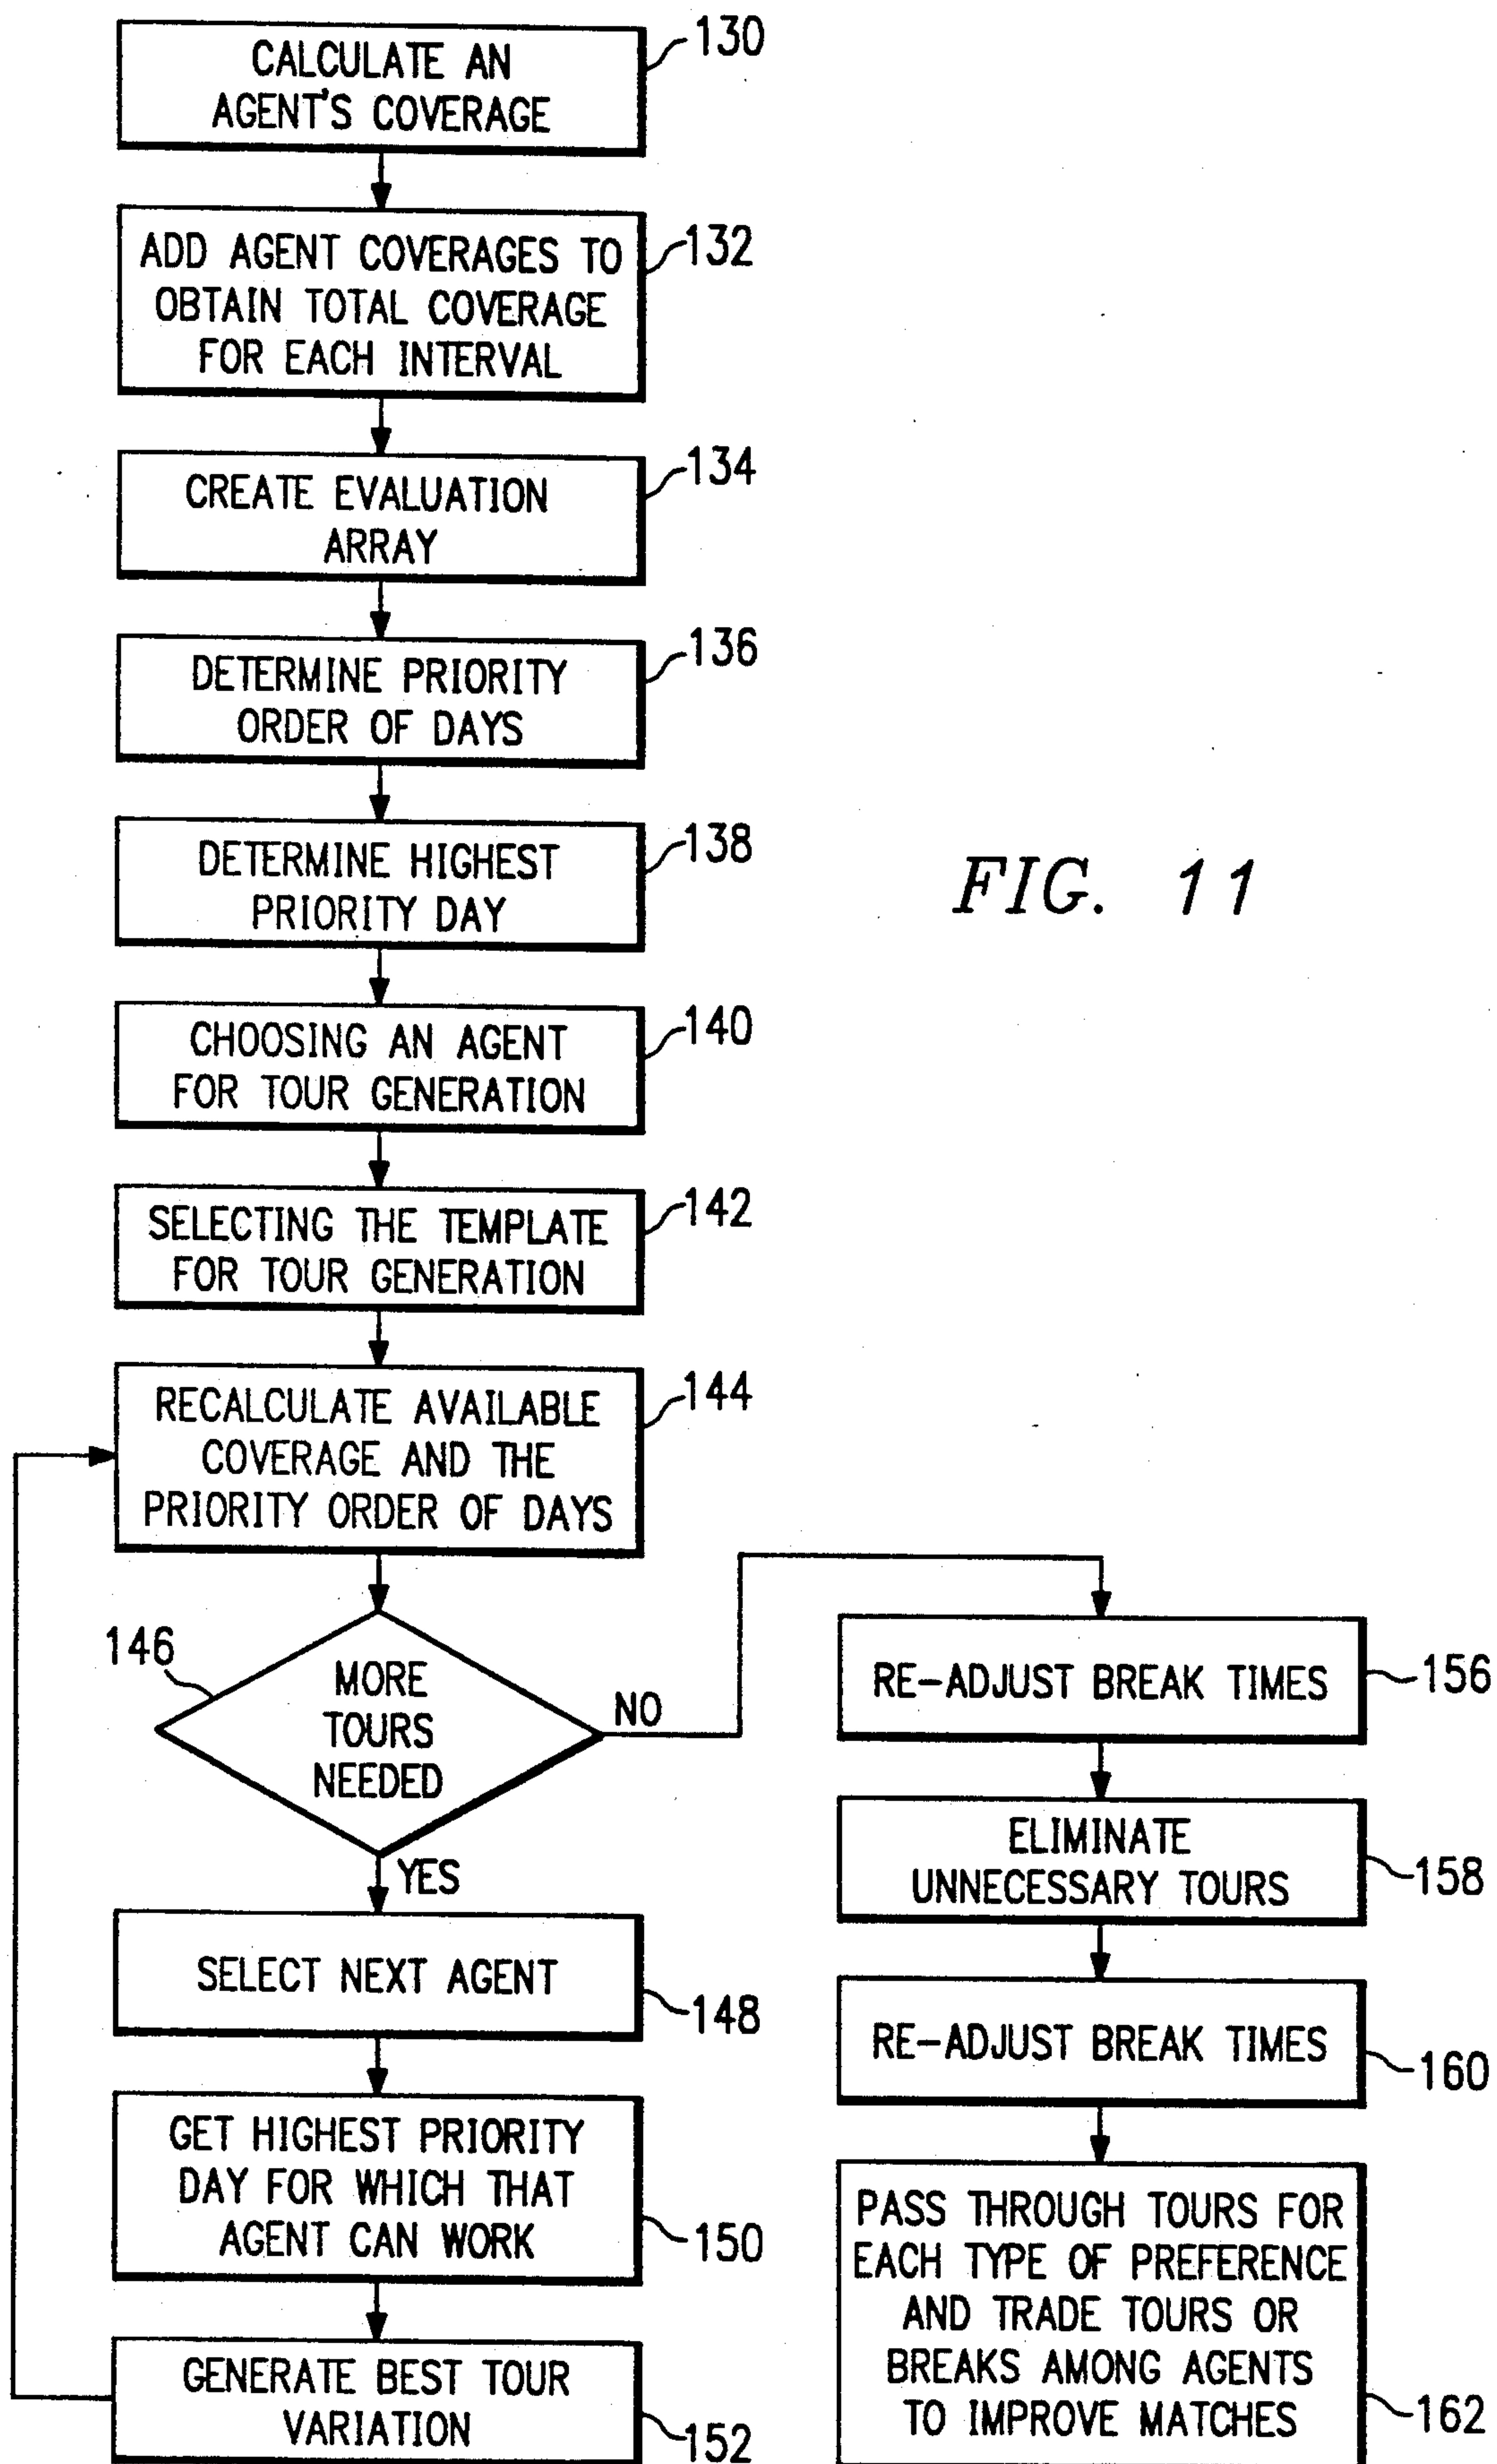 CALCULATE AN
AGENT'S COVERAGE
130
ADD AGENT COVERAGES TO
OBTAIN TOTAL COVERAGE
FOR EACH INTERVAL
132
CREATE EVALUATION
ARRAY
134
DETERMINE PRIORITY
ORDER OF DAYS
136
DETERMINE HIGHEST
PRIORITY DAY
138
FIG. 11
CHOOSING AN AGENT
FOR TOUR GENERATION
140
SELECTING THE TEMPLATE
FOR TOUR GENERATION
142
RECALCULATE AVAILABLE
COVERAGE AND THE
PRIORITY ORDER OF DAYS
144
146
MORE
TOURS
NEEDED
NO
YES
SELECT NEXT AGENT
148
GET HIGHEST PRIORITY
DAY FOR WHICH THAT
AGENT CAN WORK
150
GENERATE BEST TOUR
VARIATION
152
RE-ADJUST BREAK TIMES
156
ELIMINATE
UNNECESSARY TOURS
158
RE-ADJUST BREAK TIMES
160
PASS THROUGH TOURS FOR
EACH TYPE OF PREFERENCE
AND TRADE TOURS OR
BREAKS AMONG AGENTS
TO IMPROVE MATCHES
162